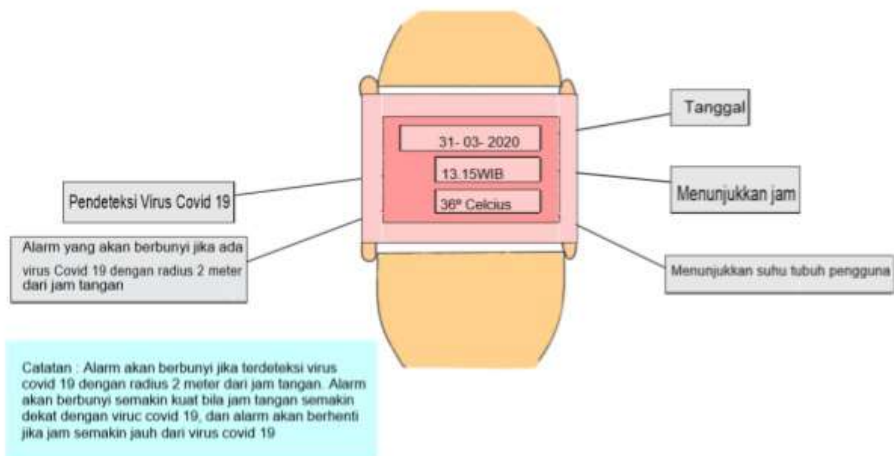 31- 03- 2020
13.15WIB
36º Celcius
Tanggal
Menunjukkan jam
Menunjukkan suhu tubuh pengguna
Pendeteksi Virus Covid 19
Alarm yang akan berbunyi jika ada
virus Covid 19 dengan radius 2 meter
dari jam tangan
Catatan : Alarm akan berbunyi jika terdeteksi virus
covid 19 dengan radius 2 meter dari jam tangan. Alarm
akan berbunyi semakin kuat bila jam tangan semakin
dekat dengan viruc covid 19, dan alarm akan berhenti
jika jam semakin jauh dari virus covid 19